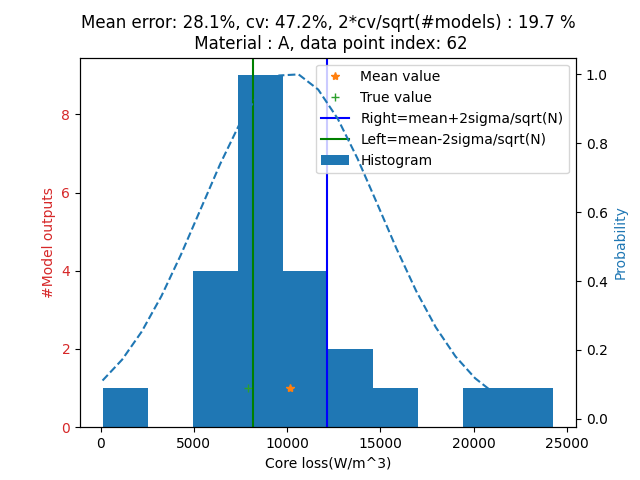 Mean error: 28.1%, cv: 47.2%, 2*cv/sqrt(#models) : 19.7 %
Material : A, data point index: 62
Mean value
True value
Right=mean+2sigma/sqrt(N)
Left=mean-2sigma/sqrt(N)
Histogram
#Model outputs
8
6
4
2
0
1.0
0.8
0.6
0.4
0.2
0.0
Probability
0 5000 10000 15000 20000 25000
Core loss(W/m^3)